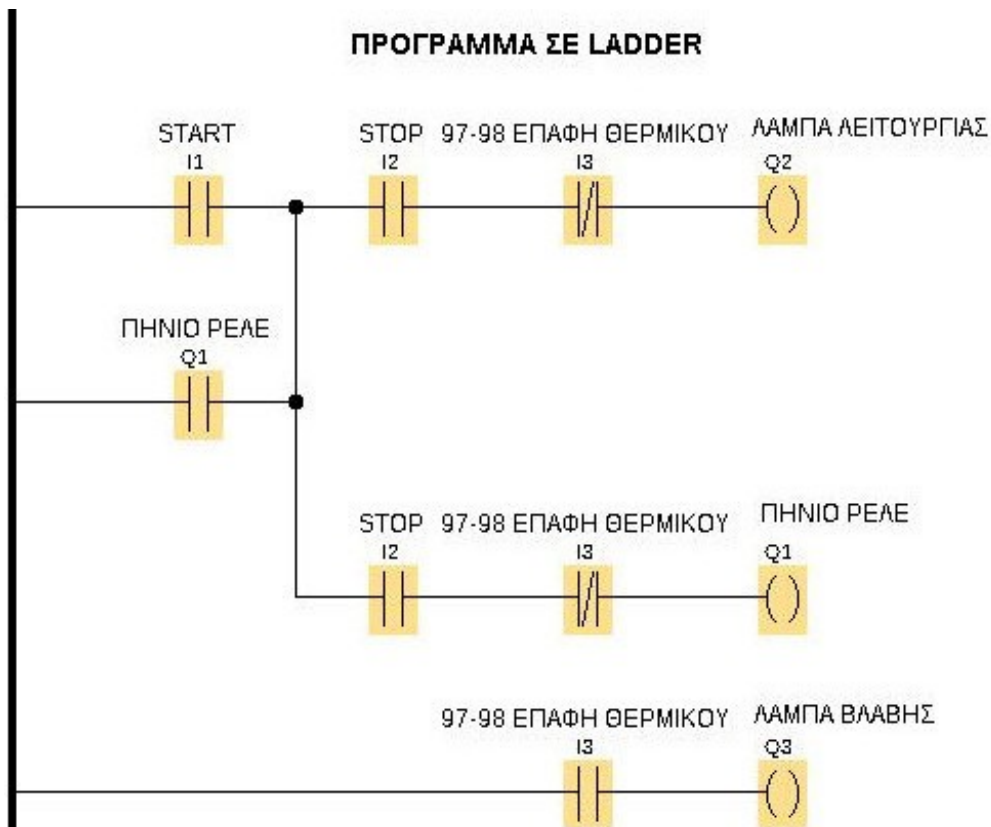 ΠΡΟΓΡΑΜΜΑ ΣΕ LADDER
START
STOP
97-98 ΕΠΑΦΗ ΘΕΡΜΙΚΟΥ
ΛΑΜΠΑ ΛΕΙΤΟΥΡΓΙΑΣ
I1
I2
I3
Q2
ΠΗΝΙΟ ΡΕΛΕ
Q1
STOP
97-98 ΕΠΑΦΗ ΘΕΡΜΙΚΟΥ
ΠΗΝΙΟ ΡΕΛΕ
I2
I3
Q1
97-98 ΕΠΑΦΗ ΘΕΡΜΙΚΟΥ
ΛΑΜΠΑ ΒΛΑΒΗΣ
I3
Q3